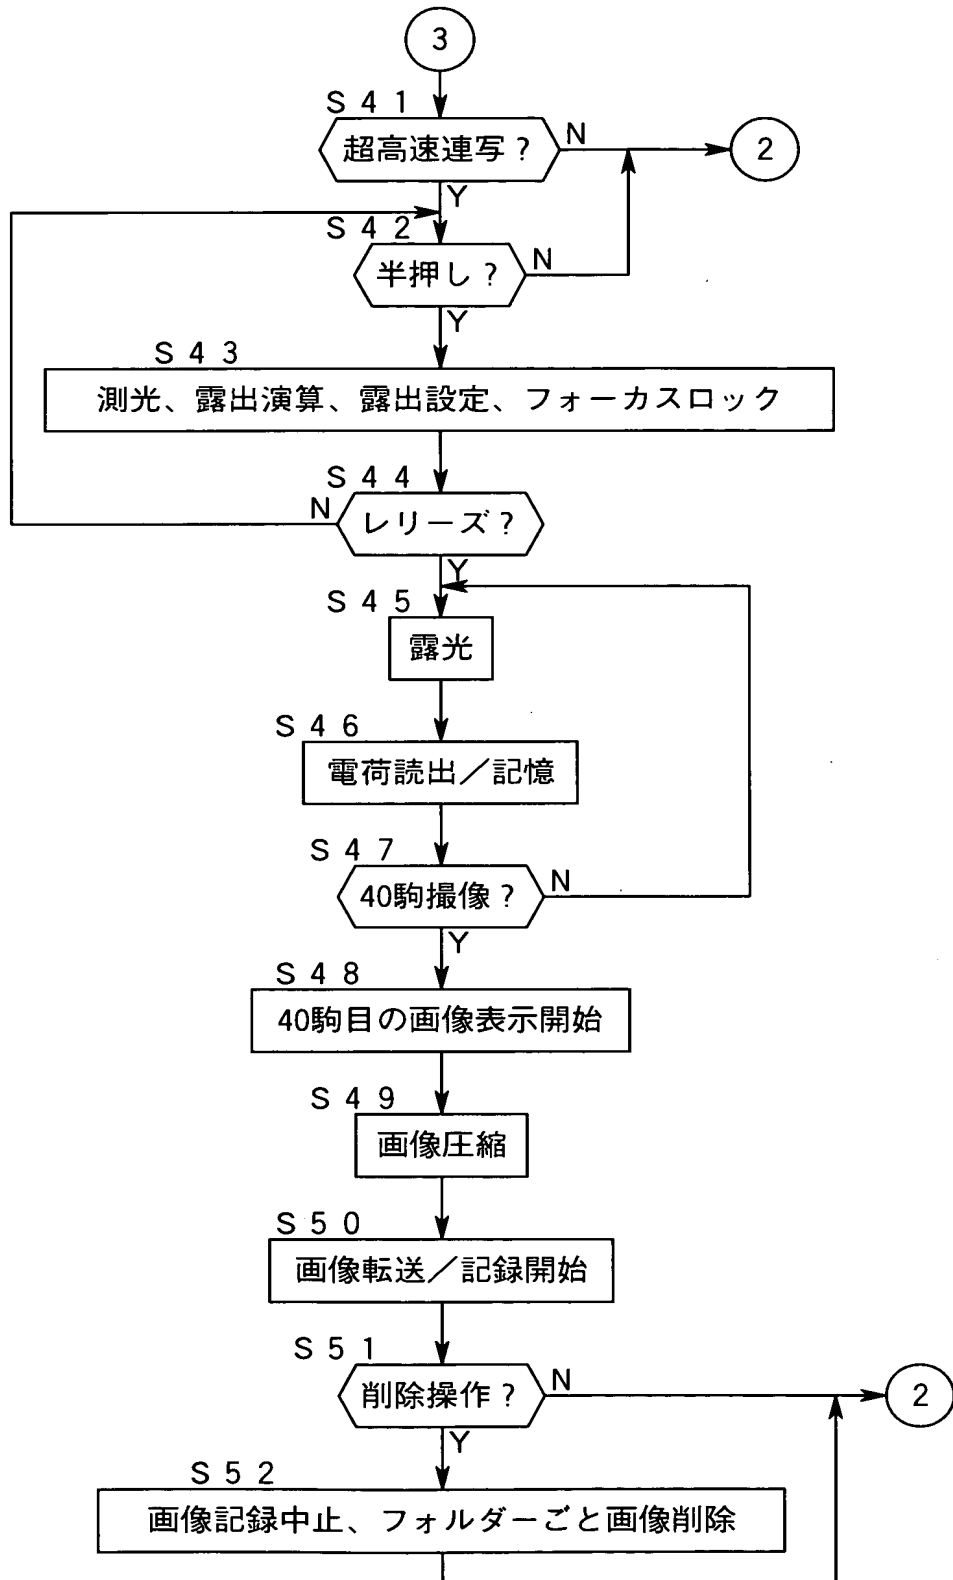 3
S41
超高速連写?
N
2
Y
S42
半押し?
N
Y
S43
測光、露出演算、露出設定、フォーカスロック
S44
N
レリーズ?
Y
S45
露光
S46
電荷読出/記憶
S47
40駒撮像?
N
Y
S48
40駒目の画像表示開始
S49
画像圧縮
S50
画像転送/記録開始
S51
削除操作?
N
2
Y
S52
画像記録中止、フォルダーごと画像削除